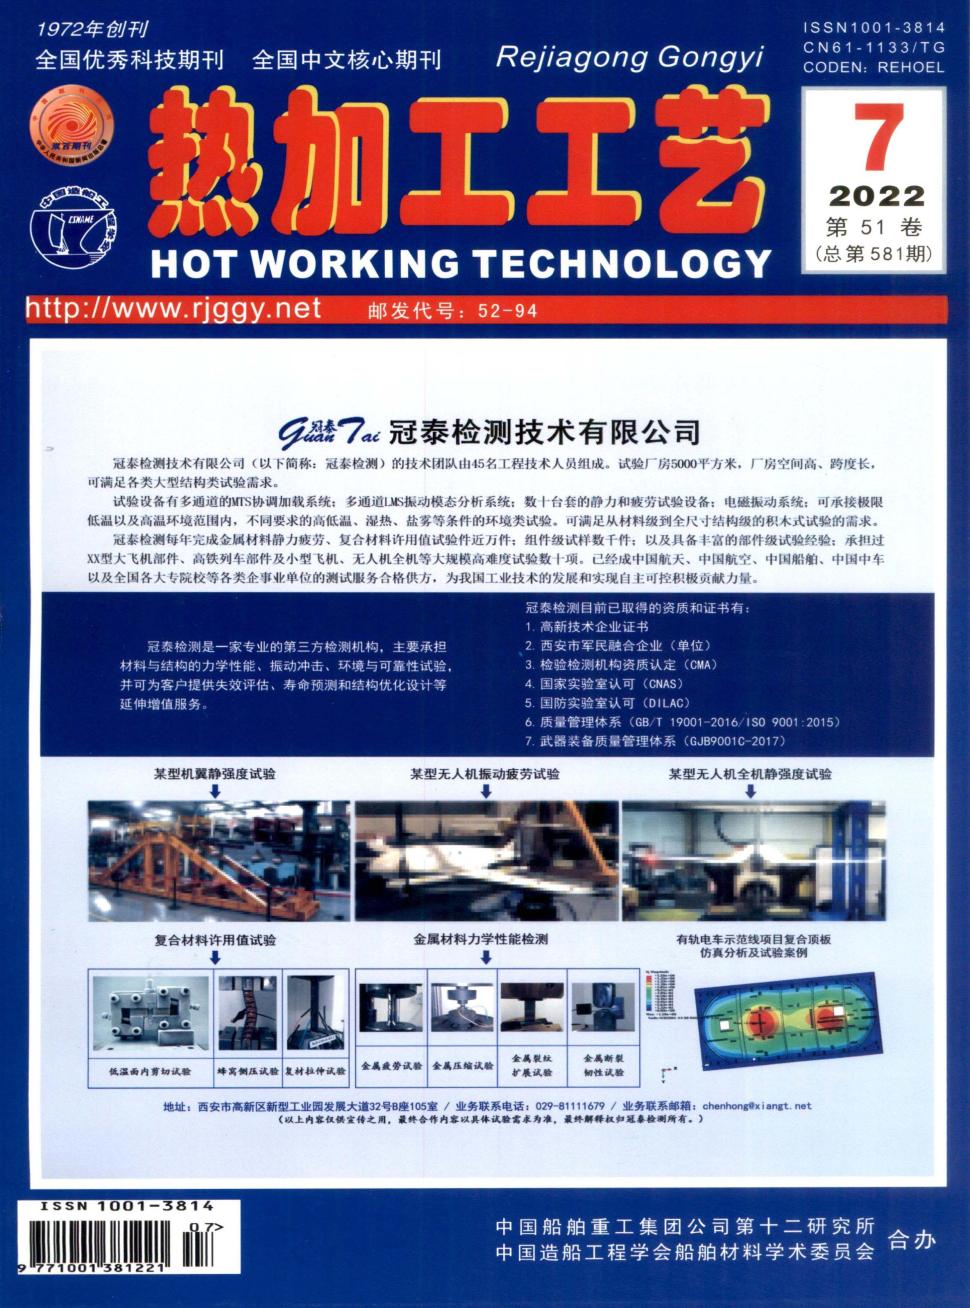 1972年创刊
全国优秀科技期刊 全国中文核心期刊
Rejiagong Gongyi
ISSN1001-3814
CN61-1133/TG
CODEN: REHOEL
双百期刊
CSNAME
热加工工艺
HOT WORKING TECHNOLOGY
7
2022
第 51 卷
(总第581期)
http://www.rjggy.net 邮发代号：52-94
冠泰 Guan Tai 冠泰检测技术有限公司
冠泰检测技术有限公司（以下简称：冠泰检测）的技术团队由45名工程技术人员组成。试验厂房5000平方米，厂房空间高、跨度长，
可满足各类大型结构类试验需求。
试验设备有多通道的MTS协调加载系统；多通道LMS振动模态分析系统；数十台套的静力和疲劳试验设备；电磁振动系统；可承接极限
低温以及高温环境范围内，不同要求的高低温、湿热、盐雾等条件的环境类试验。可满足从材料级到全尺寸结构级的积木式试验的需求。
冠泰检测每年完成金属材料静力疲劳、复合材料许用值试验件近万件；组件级试样数千件；以及具备丰富的部件级试验经验；承担过
XX型大飞机部件、高铁列车部件及小型飞机、无人机全机等大规模高难度试验数十项。已经成中国航天、中国航空、中国船舶、中国中车
以及全国各大专院校等各类企事业单位的测试服务合格供方，为我国工业技术的发展和实现自主可控积极贡献力量。
冠泰检测是一家专业的第三方检测机构，主要承担
材料与结构的力学性能、振动冲击、环境与可靠性试验，
并可为客户提供失效评估、寿命预测和结构优化设计等
延伸增值服务。
冠泰检测目前已取得的资质和证书有：
1. 高新技术企业证书
2. 西安市军民融合企业（单位）
3. 检验检测机构资质认定（CMA）
4. 国家实验室认可（CNAS）
5. 国防实验室认可（DILAC）
6. 质量管理体系（GB/T 19001-2016/ISO 9001:2015）
7. 武器装备质量管理体系（GJB9001C-2017）
某型机翼静强度试验
某型无人机振动疲劳试验
某型无人机全机静强度试验
复合材料许用值试验
金属材料力学性能检测
有轨电车示范线项目复合顶板
仿真分析及试验案例
低温面内剪切试验
蜂窝侧压试验
复材拉伸试验
金属疲劳试验
金属压缩试验
金属裂纹
扩展试验
金属断裂
韧性试验
地址：西安市高新区新型工业园发展大道32号B座105室 / 业务联系电话：029-81111679 / 业务联系邮箱：chenhong@xiangt.net
（以上内容仅供宣传之用，最终合作内容以具体试验需求为准，最终解释权归冠泰检测所有。）
ISSN 1001-3814
07>
9 771001 381221
中国船舶重工集团公司第十二研究所
中国造船工程学会船舶材料学术委员会
合办